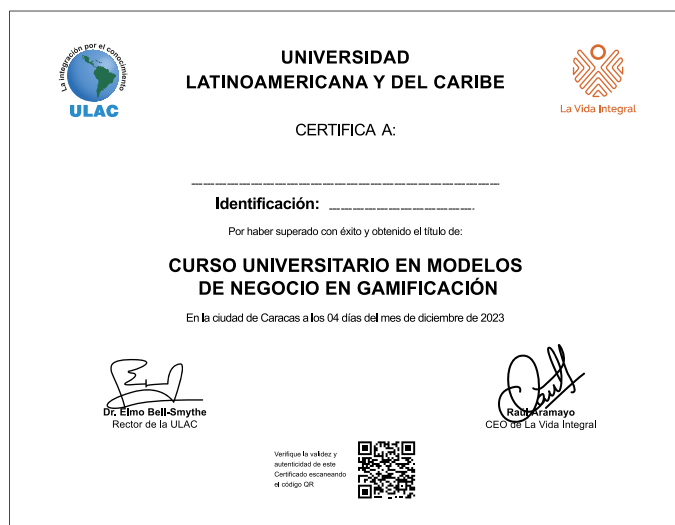 La integración por el conocimiento
ULAC
UNIVERSIDAD
LATINOAMERICANA Y DEL CARIBE
La Vida Integral
CERTIFICA A:
Identificación:
Por haber superado con éxito y obtenido el título de:
CURSO UNIVERSITARIO EN MODELOS
DE NEGOCIO EN GAMIFICACIÓN
En la ciudad de Caracas a los 04 días del mes de diciembre de 2023
Dr. Elmo Bell-Smythe
Rector de la ULAC
Raúl Aramayo
CEO de La Vida Integral
Verifique la validez y
autenticidad de este
Certificado escaneando
el código QR